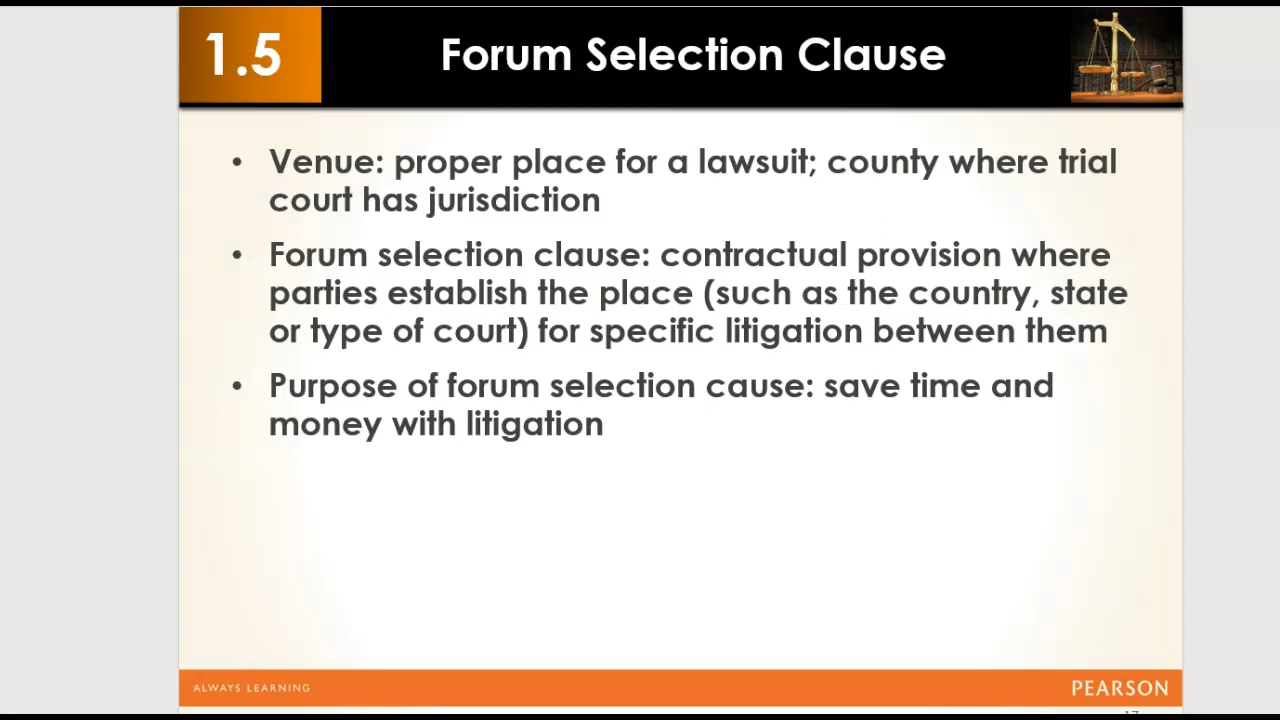 1.5
Forum Selection Clause
• Venue: proper place for a lawsuit; county where trial
court has jurisdiction
• Forum selection clause: contractual provision where
parties establish the place (such as the country, state
or type of court) for specific litigation between them
• Purpose of forum selection cause: save time and
money with litigation
ALWAYS LEARNING
PEARSON